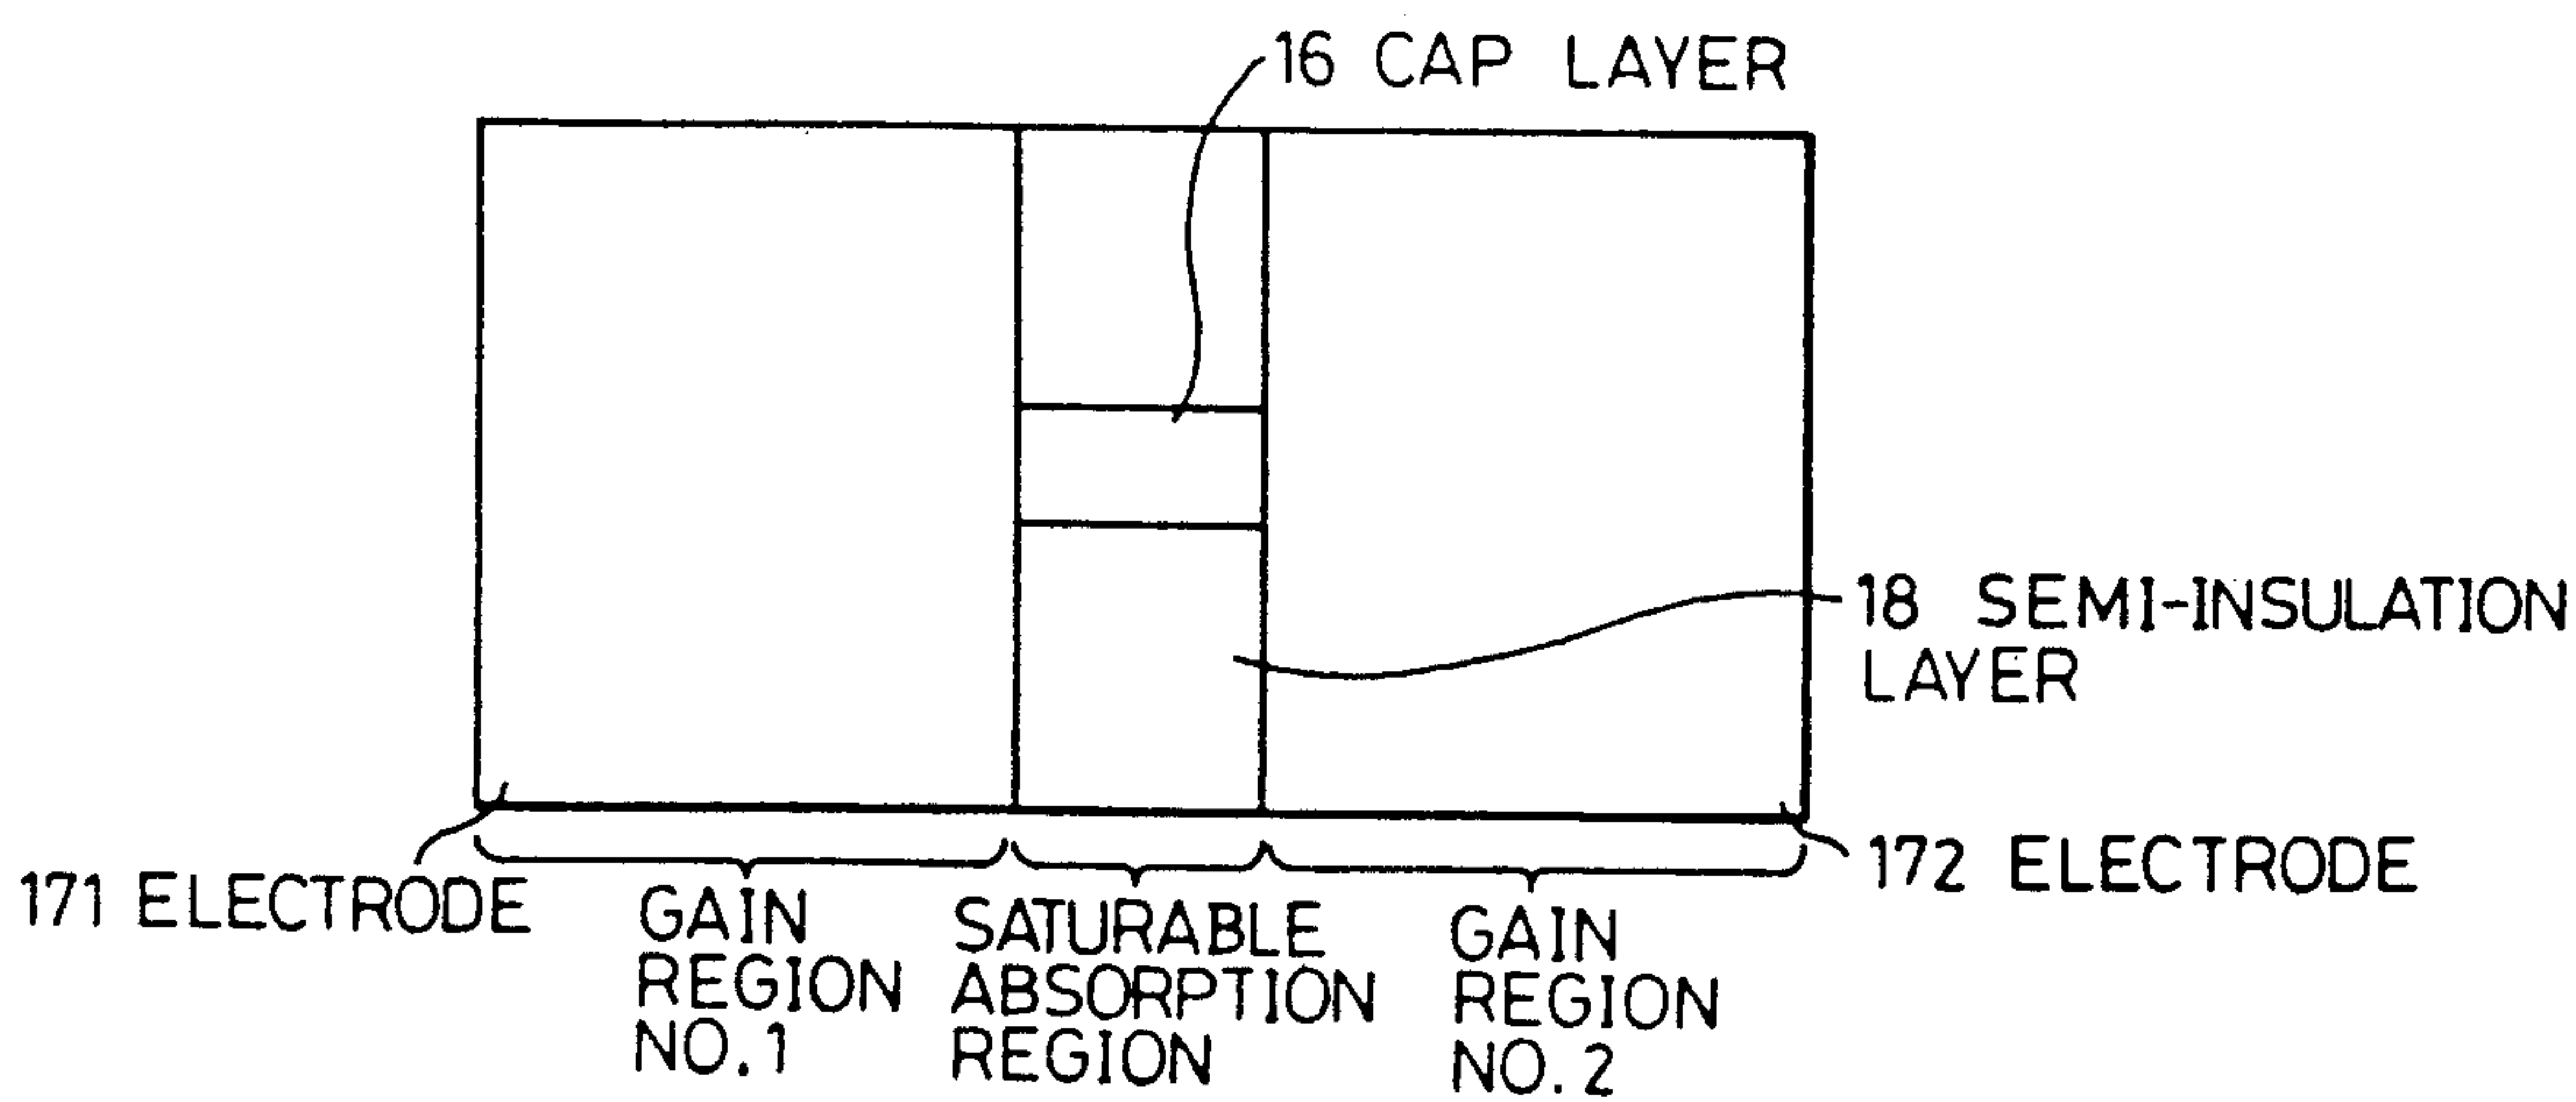 16 CAP LAYER
18 SEMI-INSULATION
LAYER
171 ELECTRODE
GAIN
REGION
NO.1
SATURABLE
ABSORPTION
REGION
GAIN
REGION
NO.2
172 ELECTRODE